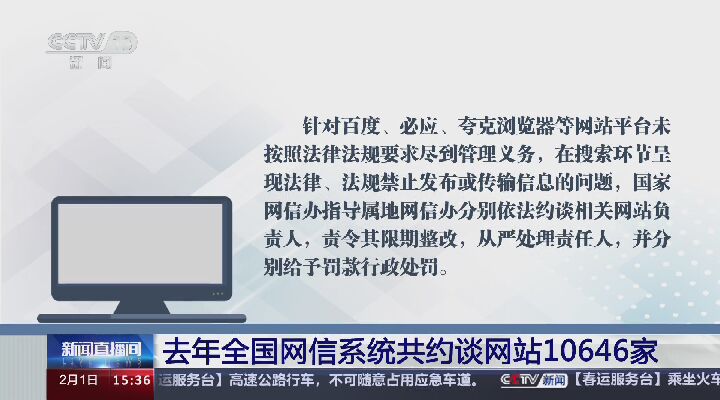 CCTV 13
新闻
针对百度、必应、夸克浏览器等网站平台未
按照法律法规要求尽到管理义务，在搜索环节呈
现法律、法规禁止发布或传输信息的问题，国家
网信办指导属地网信办分别依法约谈相关网站负
责人，责令其限期整改，从严处理责任人，并分
别给予罚款行政处罚。
新闻直播间
去年全国网信系统共约谈网站10646家
2月1日 15:36
运服务台】高速公路行车，不可随意占用应急车道。 CCTV新闻 【春运服务台】乘坐火车